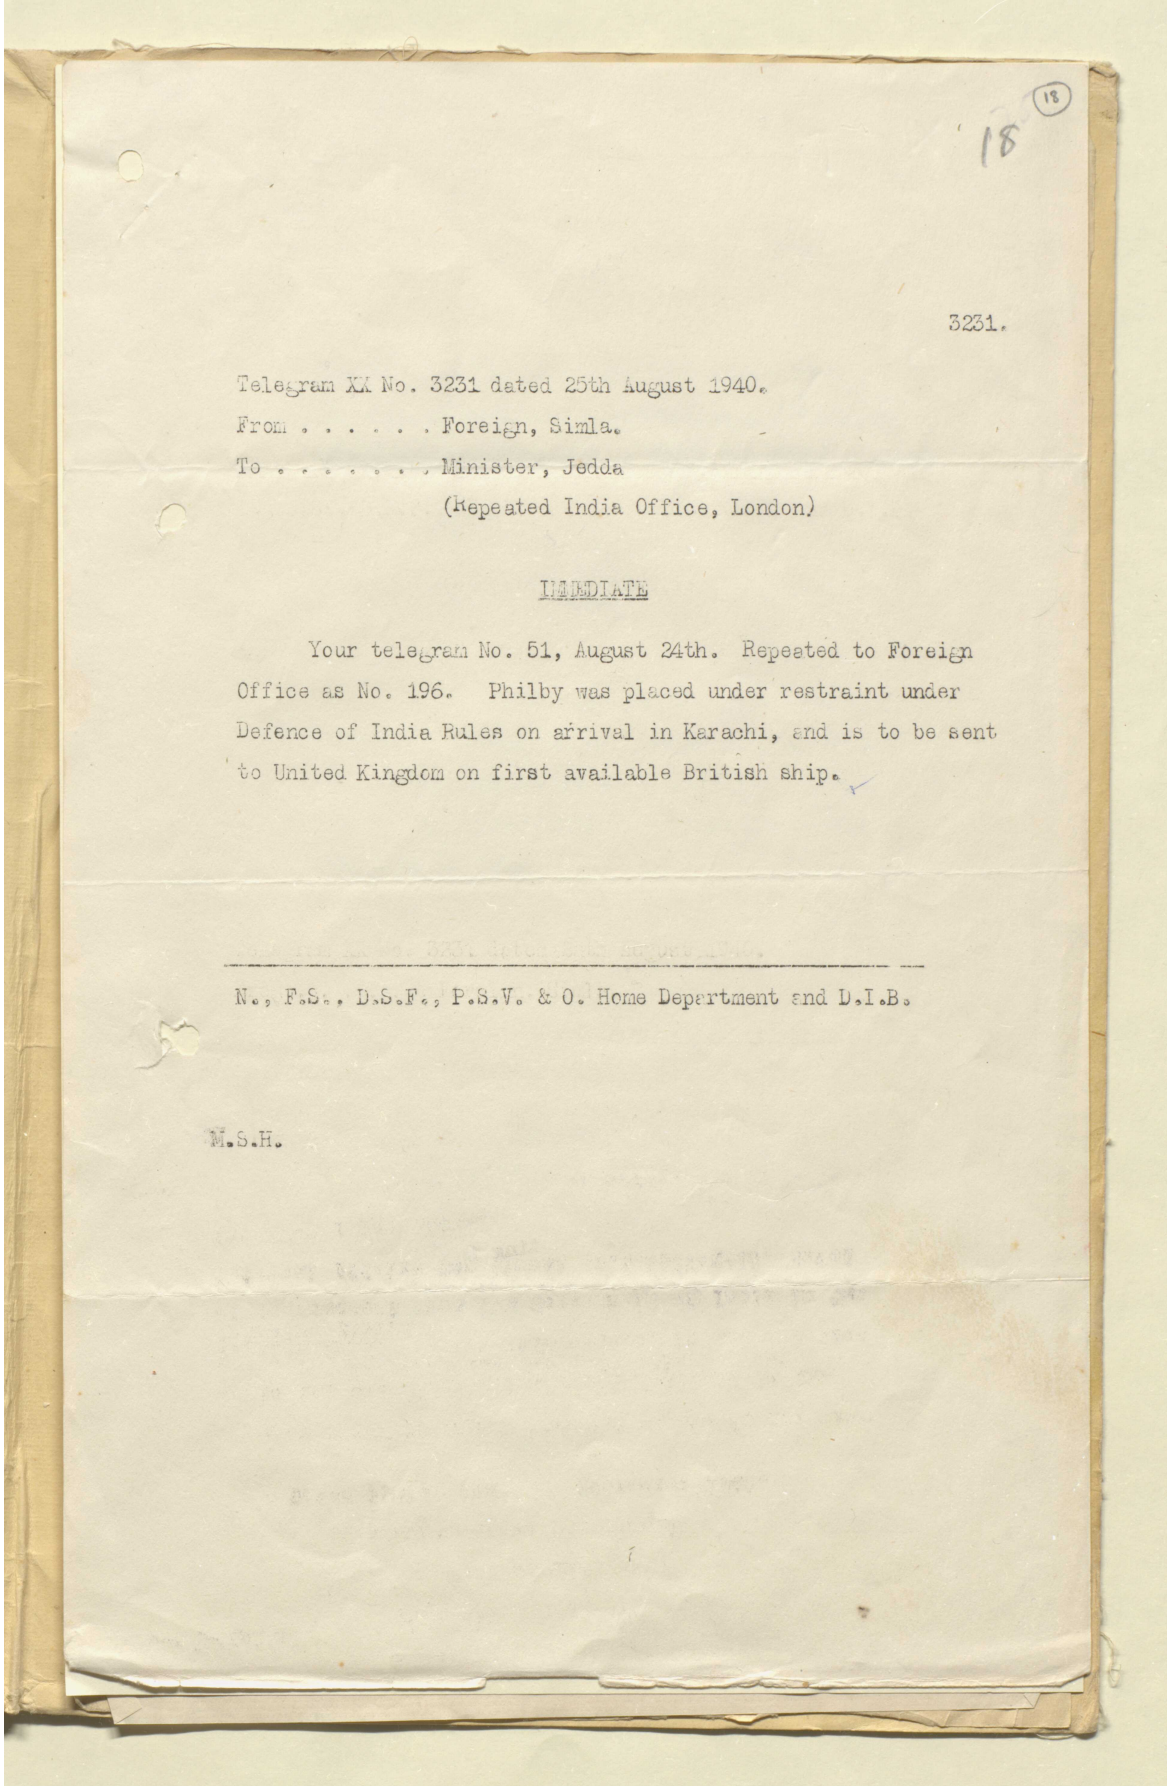 18
18
3231.
Telegram XX No. 3231 dated 25th August 1940.
From . . . . . . Foreign, Simla.
To . . . . . . . Minister, Jedda
(Repeated India Office, London)
IMMEDIATE
Your telegram No. 51, August 24th. Repeated to Foreign
Office as No. 196. Philby was placed under restraint under
Defence of India Rules on arrival in Karachi, and is to be sent
to United Kingdom on first available British ship.
N., F.S., D.S.F., P.S.V. & O. Home Department and D.I.B.
M.S.H.